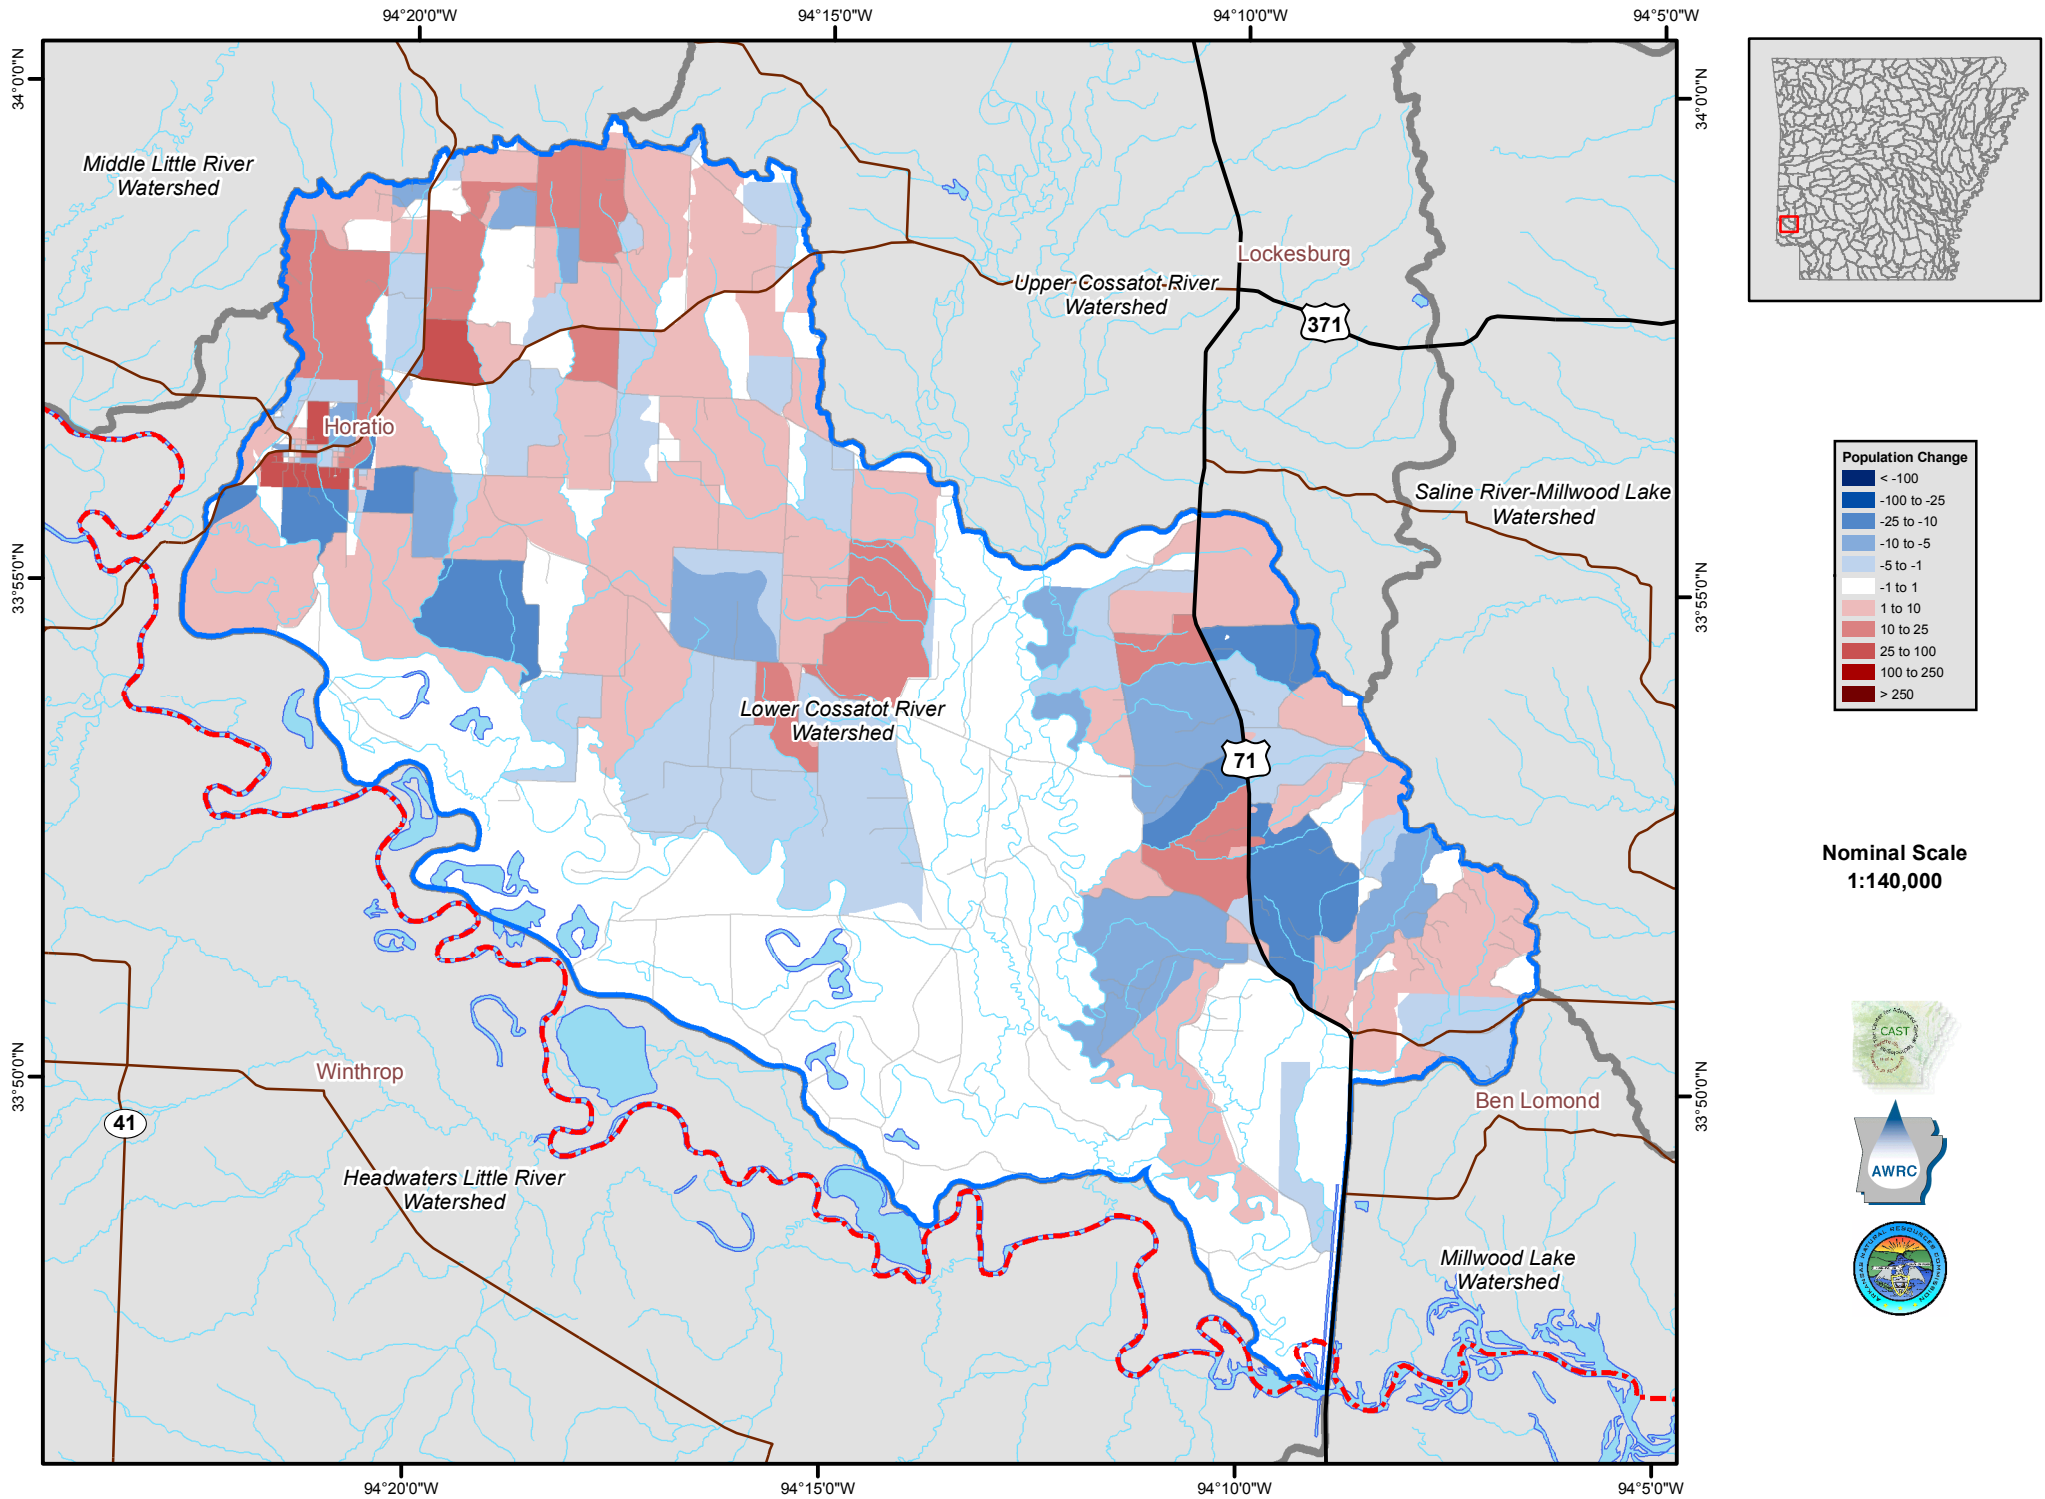 94°20'0"W
94°15'0"W
94°10'0"W
94°5'0"W
34°0'0"N
34°0'0"N
Middle Little River
Watershed
Lockesburg
Upper Cossatot River
Watershed
371
Horatio
Saline River-Millwood Lake
Watershed
33°55'0"N
33°55'0"N
Lower Cossatot River
Watershed
71
33°50'0"N
33°50'0"N
Winthrop
Ben Lomond
41
Headwaters Little River
Watershed
Millwood Lake
Watershed
94°20'0"W
94°15'0"W
94°10'0"W
94°5'0"W
Population Change
< -100
-100 to -25
-25 to -10
-10 to -5
-5 to -1
-1 to 1
1 to 10
10 to 25
25 to 100
100 to 250
> 250
Nominal Scale
1:140,000
CAST
AWRC
ARKANSAS NATURAL RESOURCES COMMISSION